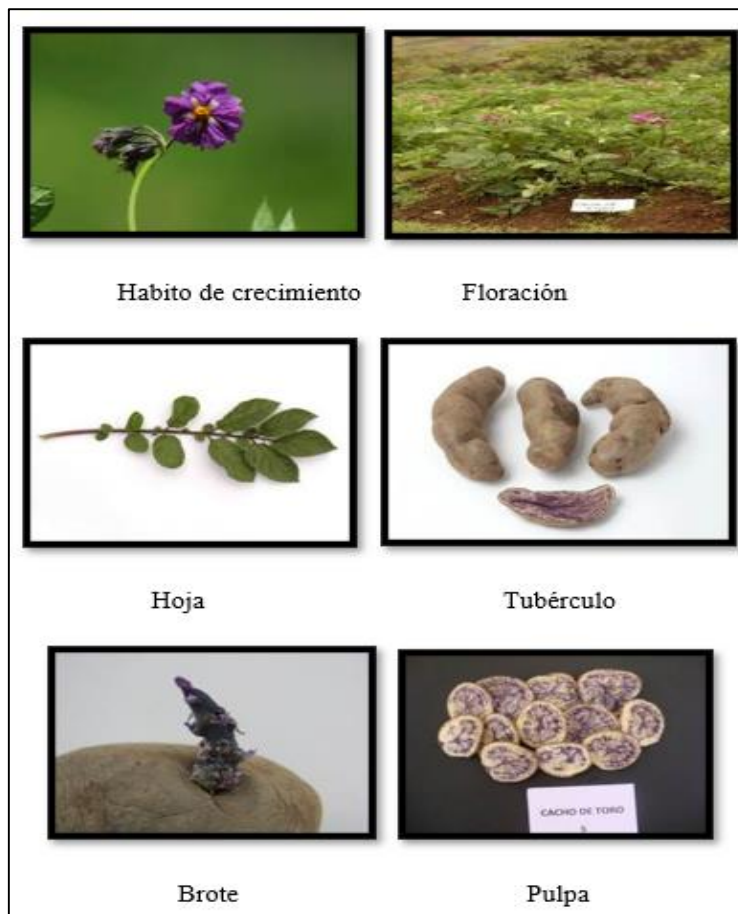 Habito de crecimiento Floración
Hoja Tubérculo
CACHO DE TORO
Brote Pulpa